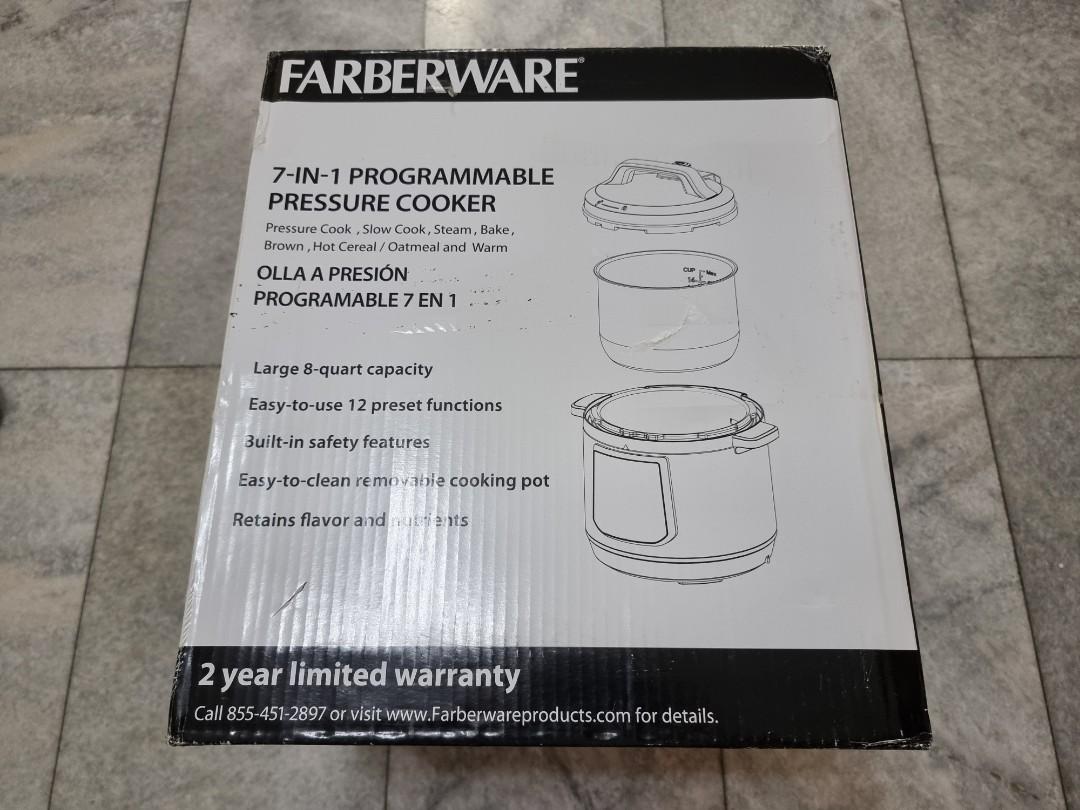 FARBERWARE®
7-IN-1 PROGRAMMABLE
PRESSURE COOKER
Pressure Cook , Slow Cook, Steam , Bake,
Brown , Hot Cereal / Oatmeal and Warm
OLLA A PRESIÓN
PROGRAMABLE 7 EN 1
CUP Max
14
Large 8-quart capacity
Easy-to-use 12 preset functions
Built-in safety features
Easy-to-clean removable cooking pot
Retains flavor and nutrients
2 year limited warranty
Call 855-451-2897 or visit www.Farberwareproducts.com for details.